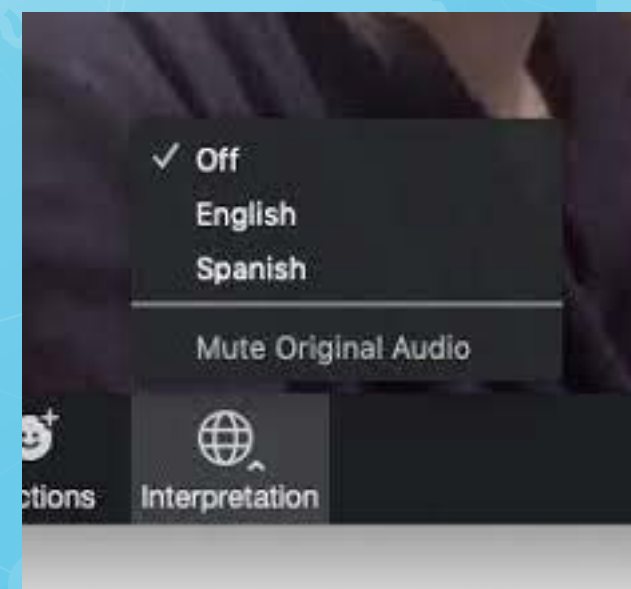 Off
English
Spanish
Mute Original Audio
ctions Interpretation